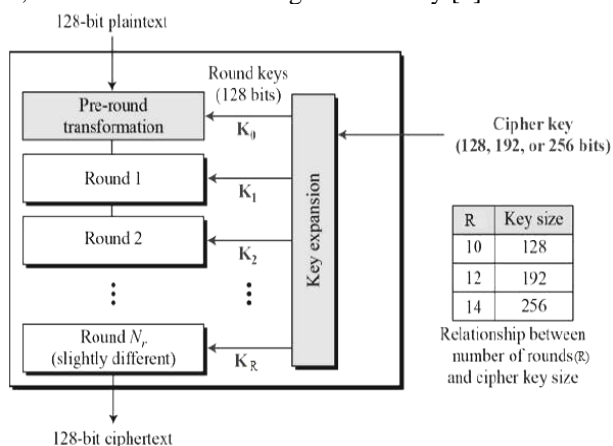 128-bit plaintext
Round keys
(128 bits)
Pre-round
transformation
K₀
Cipher key
(128, 192, or 256 bits)
Round 1
K₁
Round 2
K₂
Key expansion
R Key size
10 128
12 192
14 256
Round Nᵣ
(slightly different)
K_R
Relationship between
number of rounds(R)
and cipher key size
128-bit ciphertext